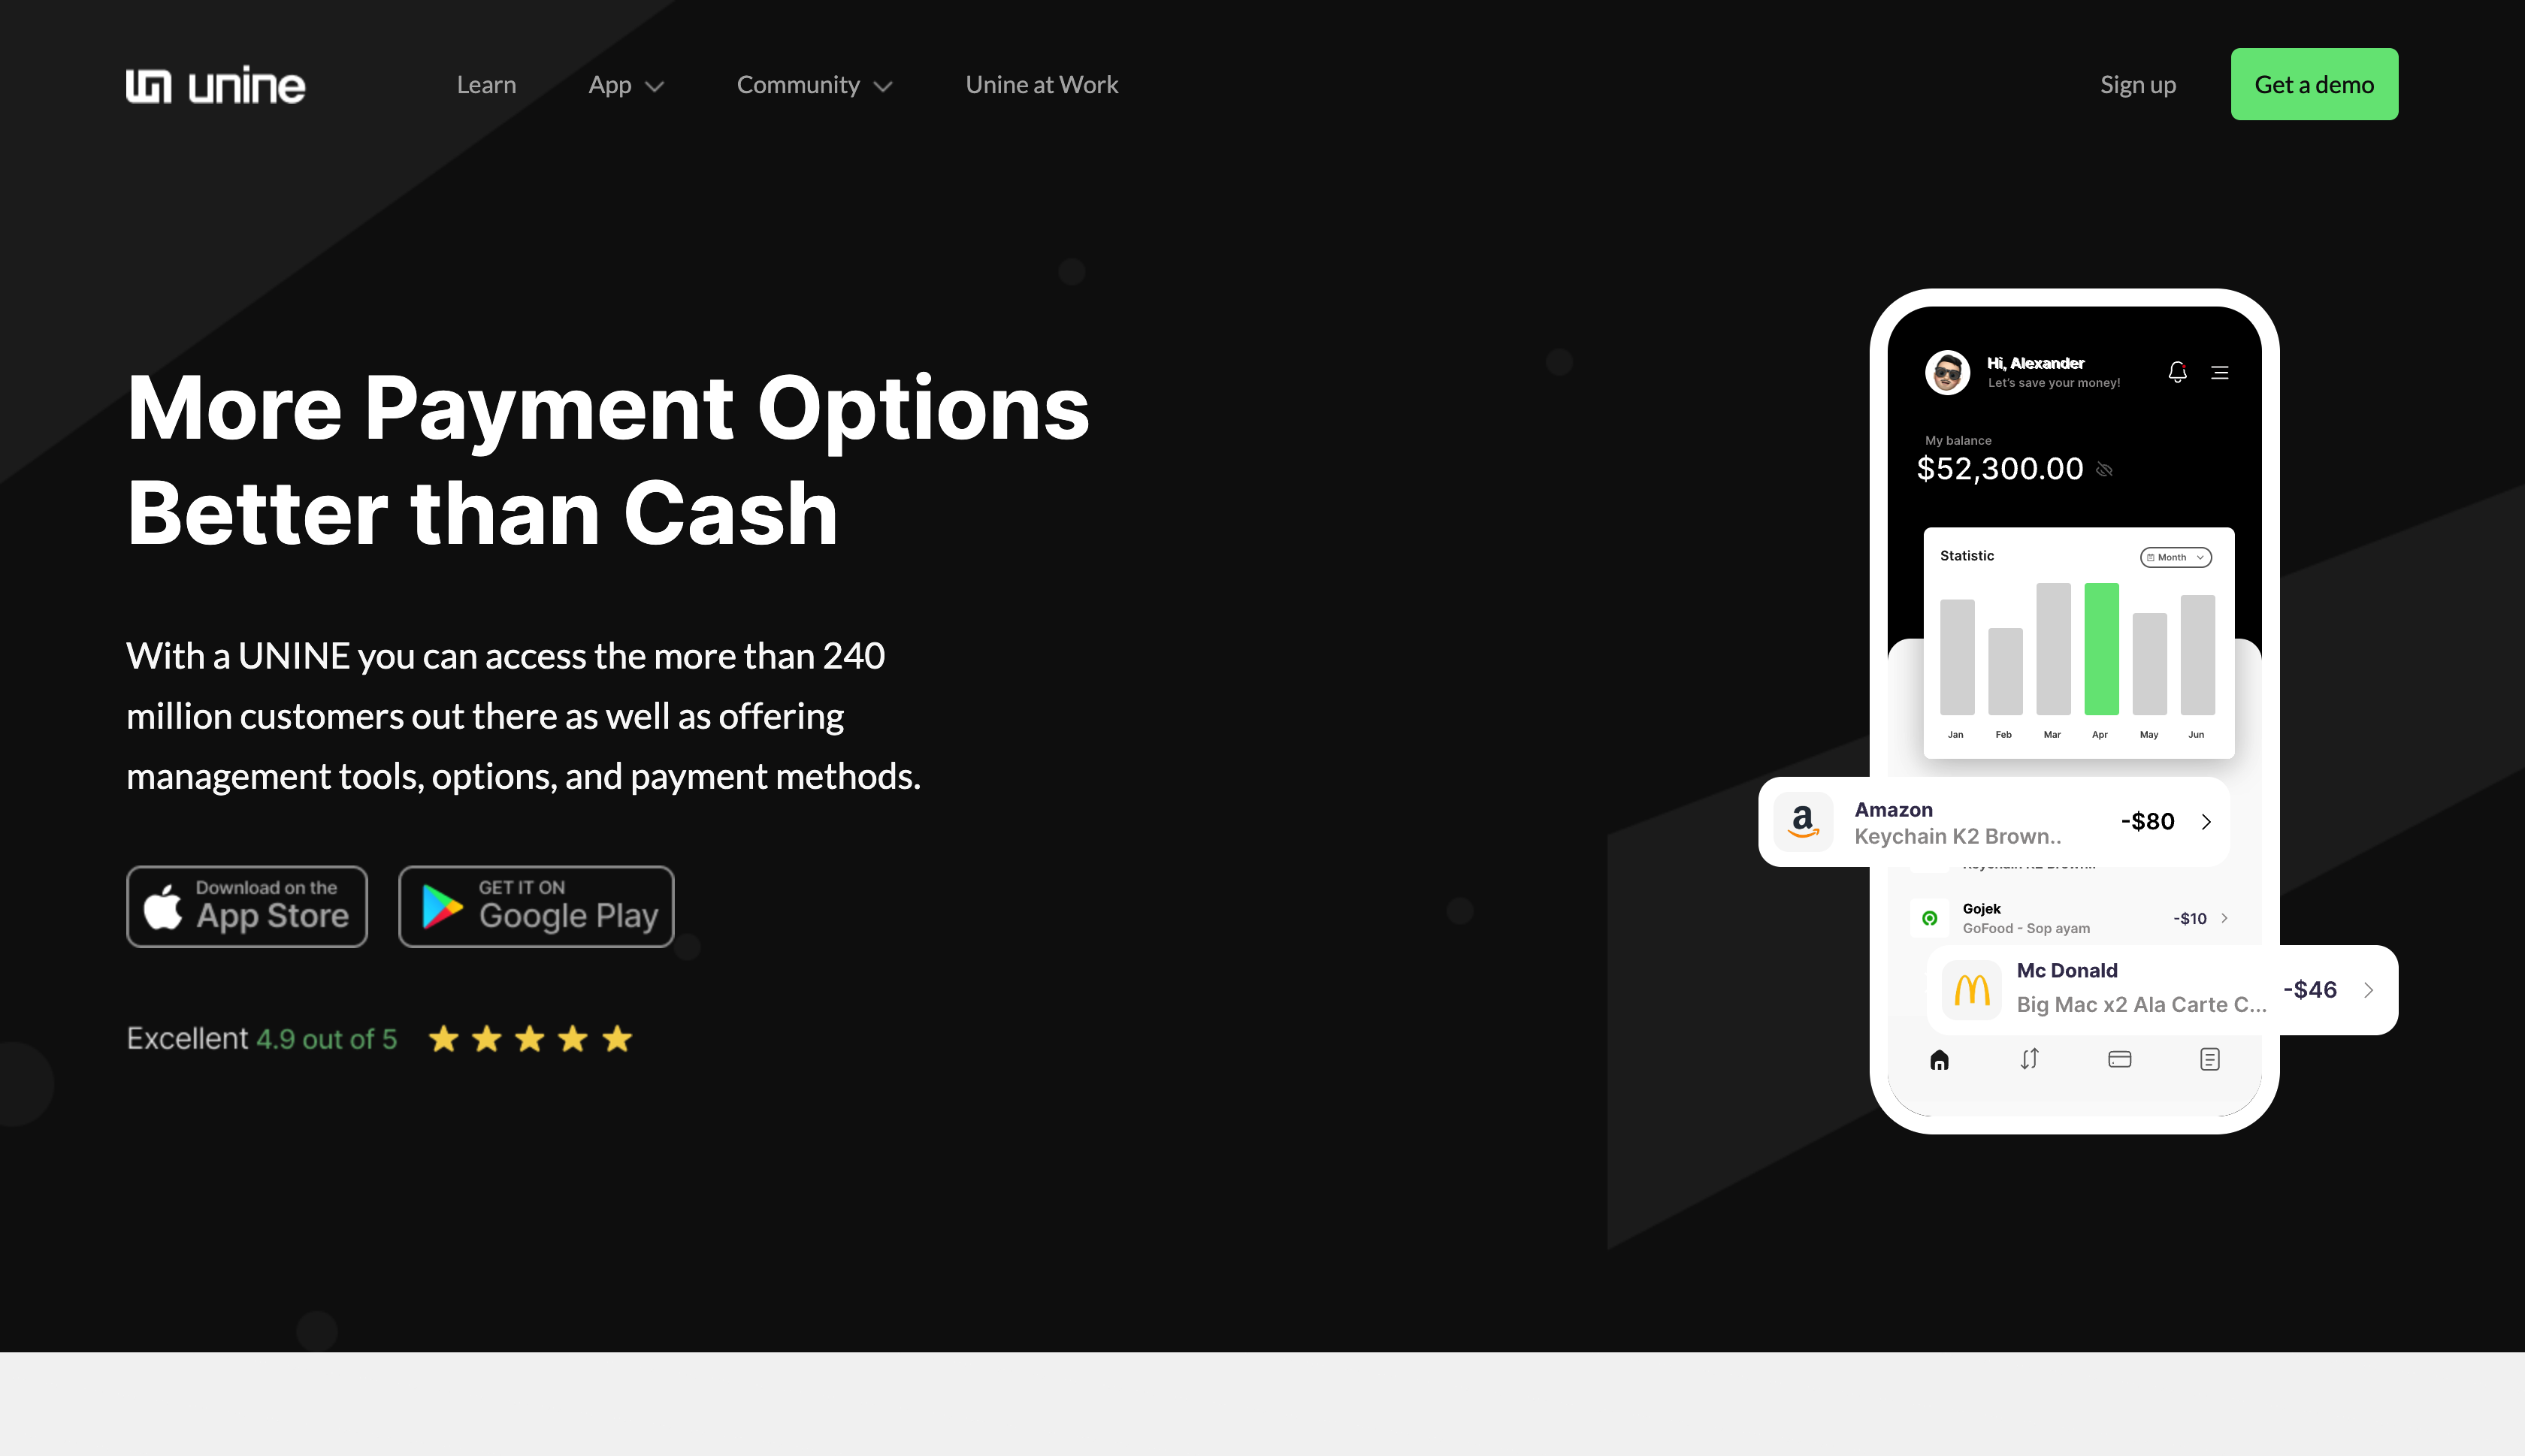 unine
Learn
App
Community
Unine at Work
Sign up
Get a demo
More Payment Options
Better than Cash
With a UNINE you can access the more than 240
million customers out there as well as offering
management tools, options, and payment methods.
Download on the
App Store
GET IT ON
Google Play
Excellent 4.9 out of 5
Hi, Alexander
Let's save your money!
My balance
$52,300.00
Statistic
Month
Jan Feb Mar Apr May Jun
a
Amazon
Keychain K2 Brown..
-$80
Gojek
GoFood - Sop ayam
-$10
Mc Donald
Big Mac x2 Ala Carte C...
-$46